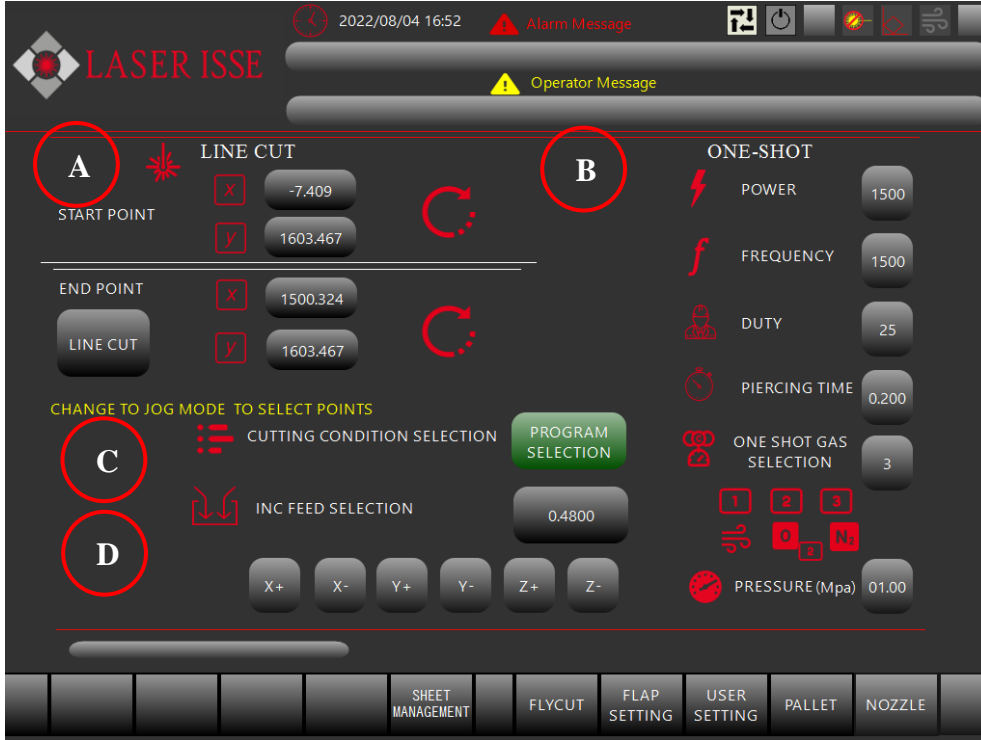 2022/08/04 16:52
Alarm Message
LASER ISSE
Operator Message
A
LINE CUT
START POINT
x
-7.409
y
1603.467
END POINT
x
1500.324
LINE CUT
y
1603.467
CHANGE TO JOG MODE TO SELECT POINTS
B
ONE-SHOT
POWER
1500
f
FREQUENCY
1500
DUTY
25
PIERCING TIME
0.200
ONE SHOT GAS
SELECTION
3
1
2
3
O
2
N2
PRESSURE (Mpa)
01.00
C
CUTTING CONDITION SELECTION
PROGRAM
SELECTION
INC FEED SELECTION
0.4800
D
X+
X-
Y+
Y-
Z+
Z-
SHEET
MANAGEMENT
FLYCUT
FLAP
SETTING
USER
SETTING
PALLET
NOZZLE